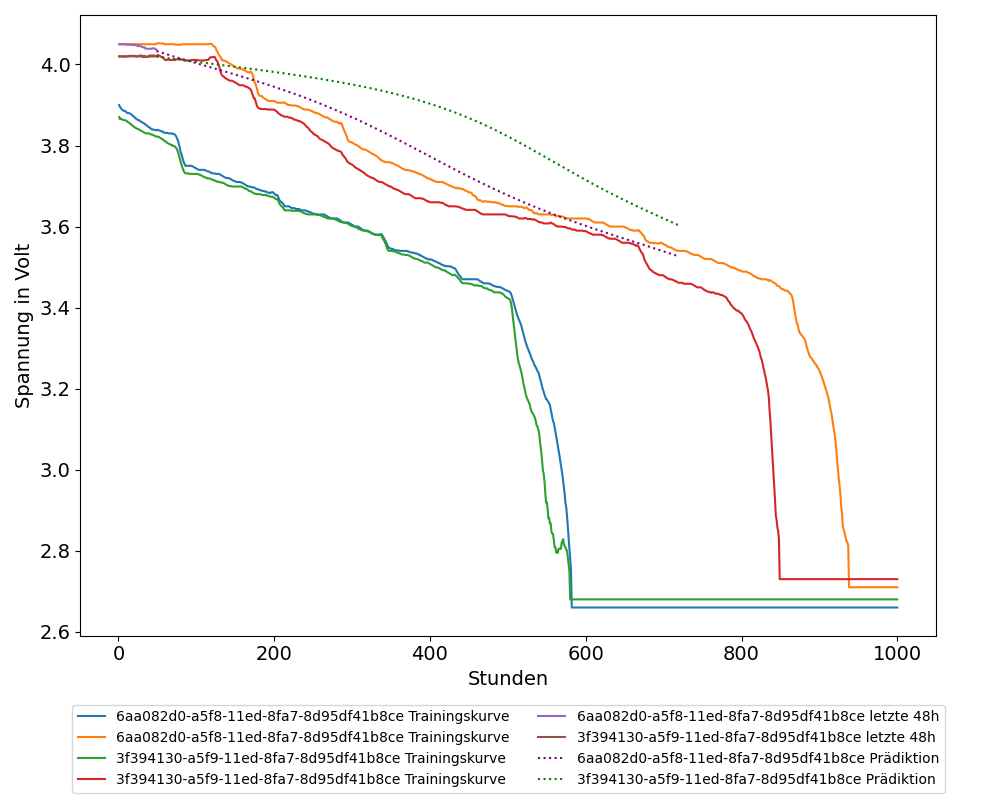 4.0
3.8
3.6
3.4
3.2
3.0
2.8
2.6
Spannung in Volt
0 200 400 600 800 1000
Stunden
6aa082d0-a5f8-11ed-8fa7-8d95df41b8ce Trainingskurve
6aa082d0-a5f8-11ed-8fa7-8d95df41b8ce Trainingskurve
3f394130-a5f9-11ed-8fa7-8d95df41b8ce Trainingskurve
3f394130-a5f9-11ed-8fa7-8d95df41b8ce Trainingskurve
6aa082d0-a5f8-11ed-8fa7-8d95df41b8ce letzte 48h
3f394130-a5f9-11ed-8fa7-8d95df41b8ce letzte 48h
6aa082d0-a5f8-11ed-8fa7-8d95df41b8ce Prädiktion
3f394130-a5f9-11ed-8fa7-8d95df41b8ce Prädiktion